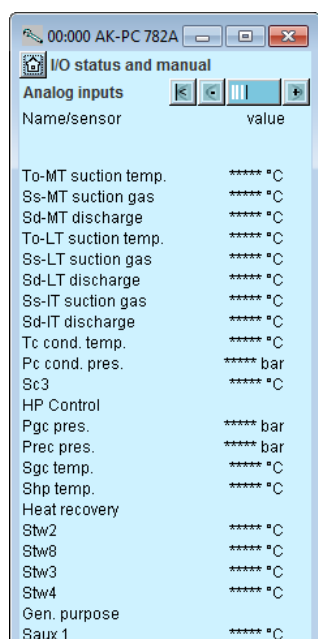 00:000 AK-PC 782A
I/O status and manual
Analog inputs
Name/sensor value
To-MT suction temp. ***** °C
Ss-MT suction gas ***** °C
Sd-MT discharge ***** °C
To-LT suction temp. ***** °C
Ss-LT suction gas ***** °C
Sd-LT discharge ***** °C
Ss-IT suction gas ***** °C
Sd-IT discharge ***** °C
Tc cond. temp. ***** °C
Pc cond. pres. ***** bar
Sc3 ***** °C
HP Control
Pgc pres. ***** bar
Prec pres. ***** bar
Sgc temp. ***** °C
Shp temp. ***** °C
Heat recovery
Stw2 ***** °C
Stw8 ***** °C
Stw3 ***** °C
Stw4 ***** °C
Gen. purpose
Saux 1 ***** °C